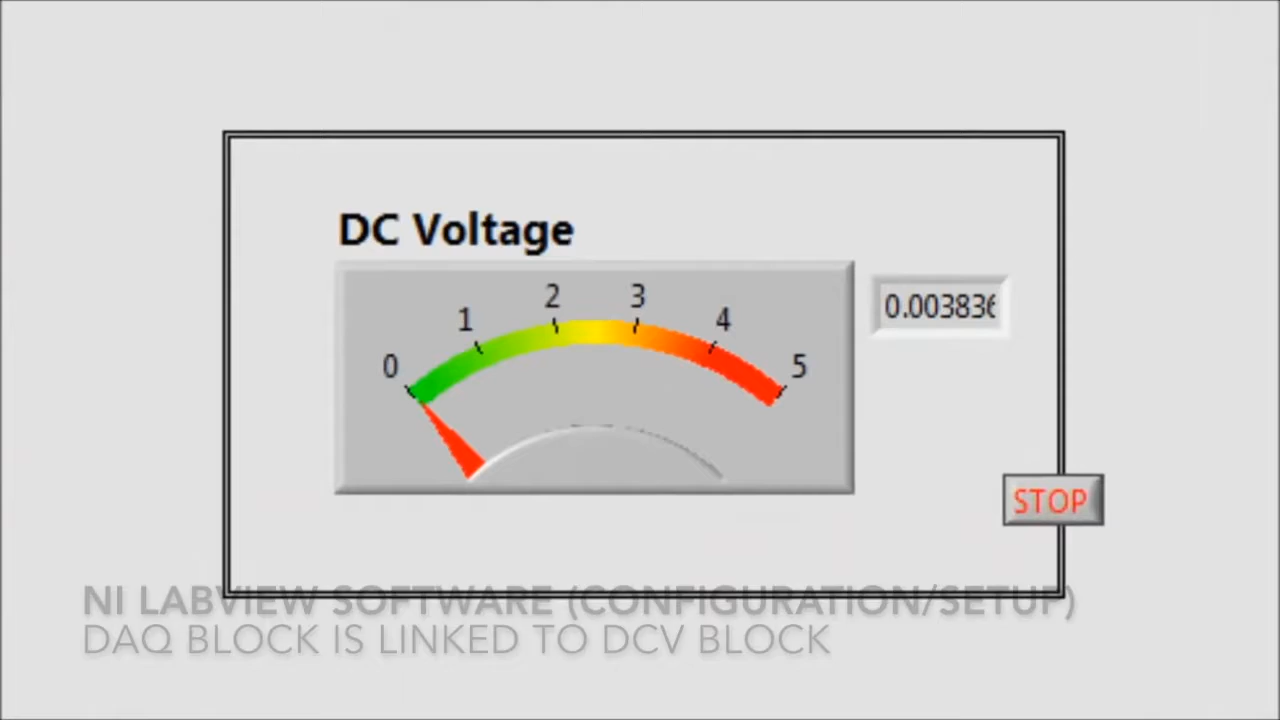 DC Voltage
0 1 2 3 4 5
0.003836
STOP
NI LABVIEW SOFTWARE (CONFIGURATION/SETUP)
DAQ BLOCK IS LINKED TO DCV BLOCK